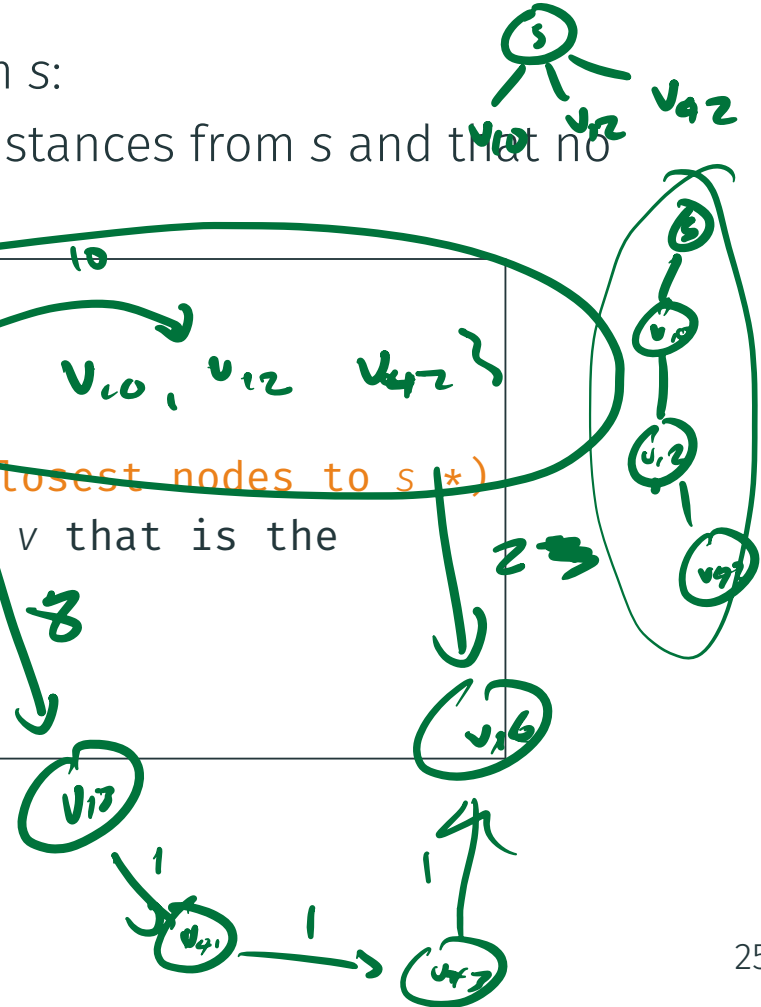 s
n s:
v10 v12 v42
stances from s and that no
s
10
v10, v12 v42 }
v12
losest nodes to s *)
v that is the
2
8
v16
v13
1
1
1
v41
25